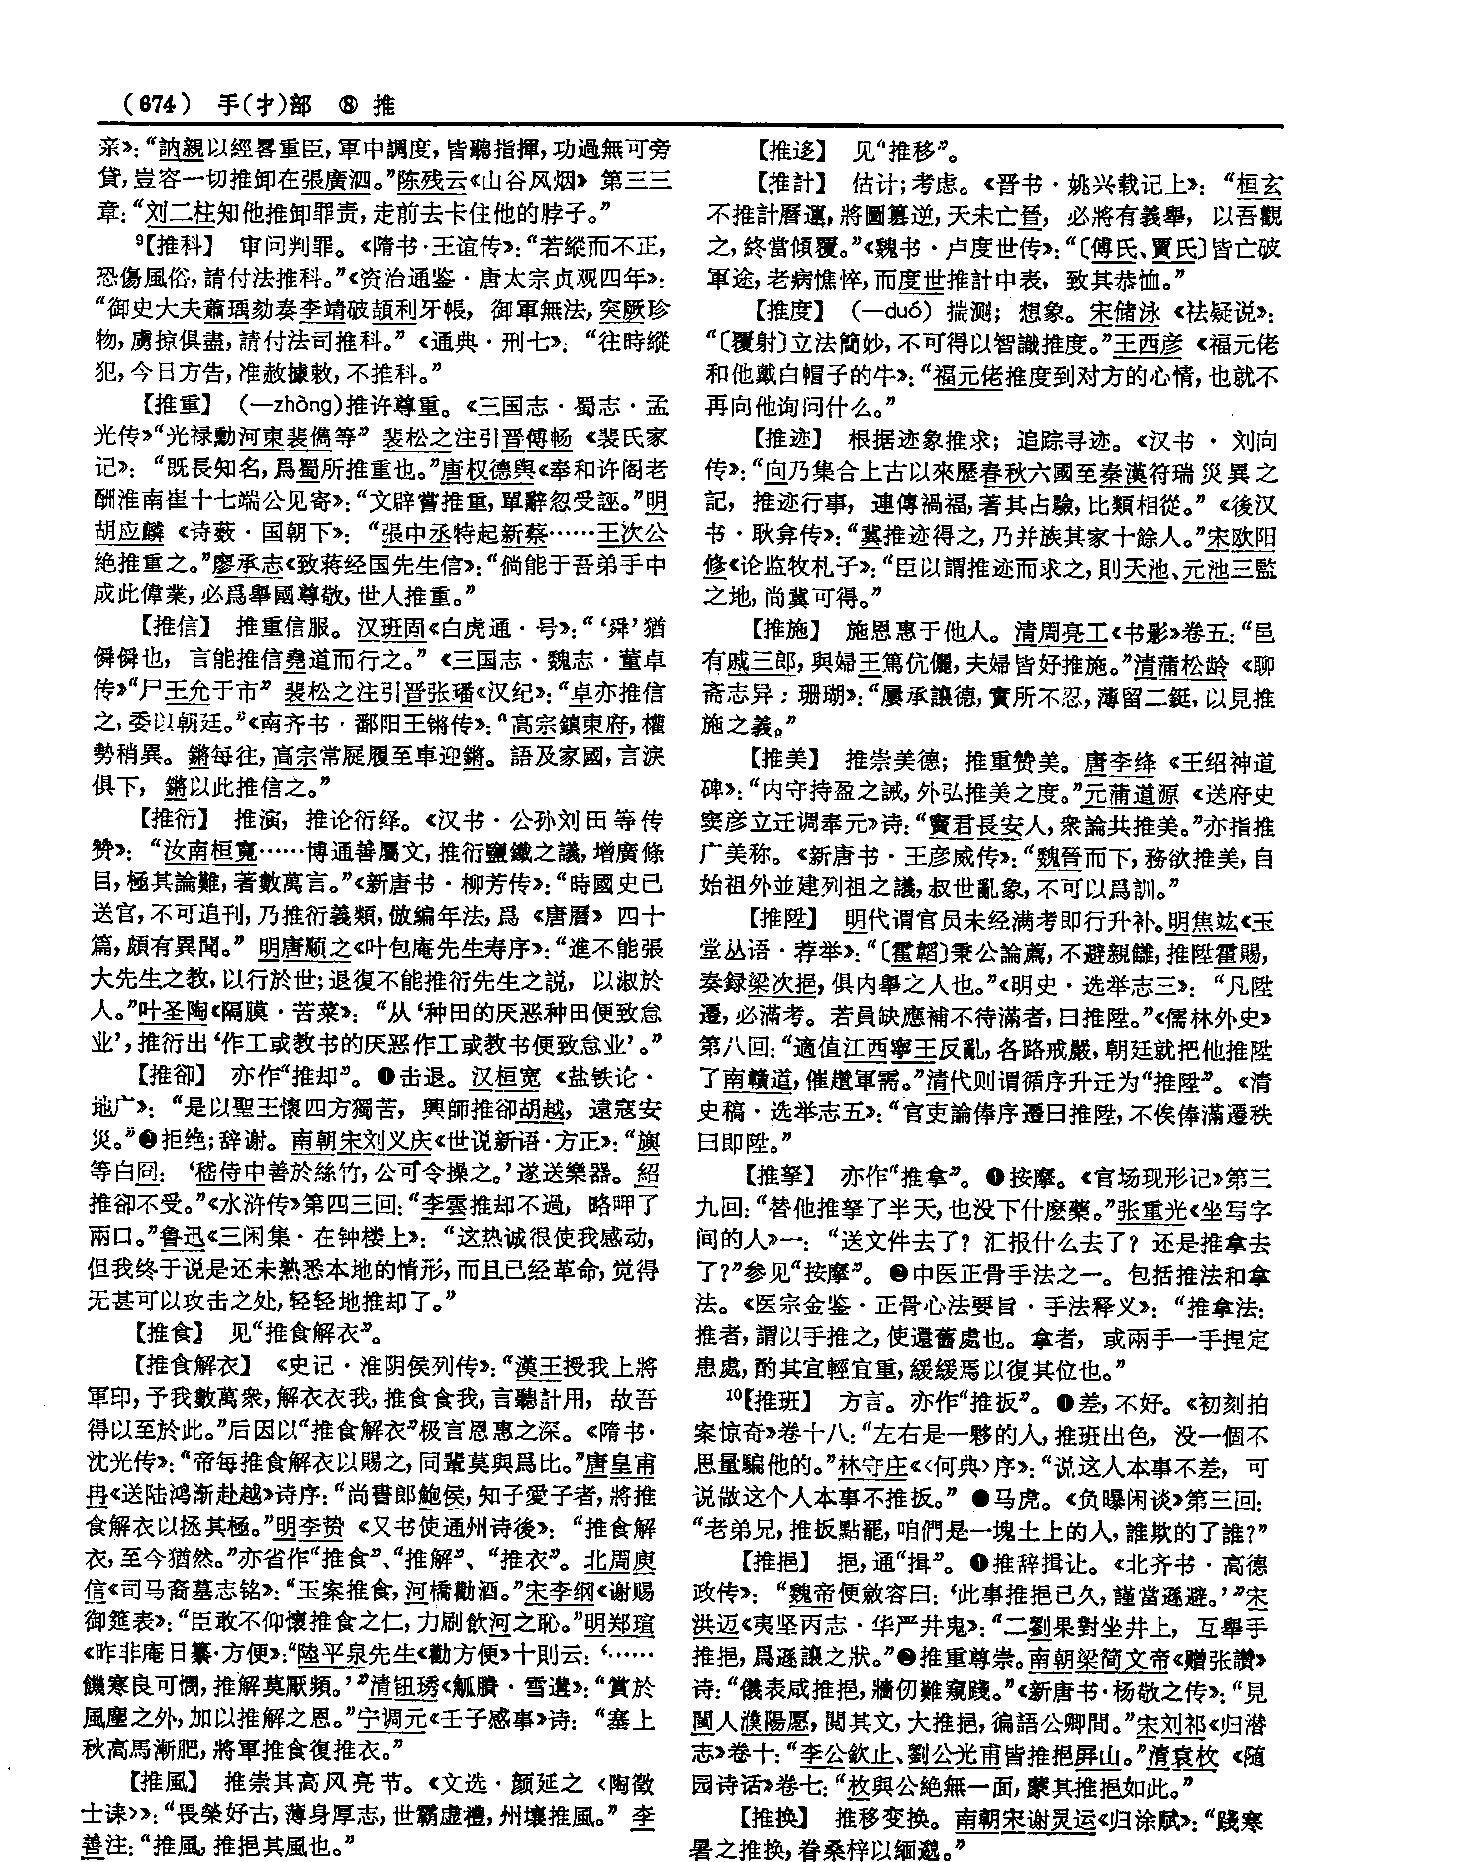 (674) 手(扌)部 ⑧ 推
亲》：“訥親以經畧重臣，軍中調度，皆聽指揮，功過無可旁
貸，豈容一切推卸在張廣泗。”陈残云《山谷风烟》第三三
章：“刘二柱知他推卸罪责，走前去卡住他的脖子。”
⁹【推科】 审问判罪。《隋书·王谊传》：“若縱而不正，
恐傷風俗，請付法推科。”《资治通鉴·唐太宗贞观四年》：
“御史大夫蕭瑀劾奏李靖破頡利牙帳，御軍無法，突厥珍
物，虜掠俱盡，請付法司推科。”《通典·刑七》：“往時縱
犯，今日方告，准赦據敕，不推科。”
【推重】 (—zhòng)推许尊重。《三国志·蜀志·孟
光传》“光禄勳河東裴儁等” 裴松之注引晋傅畅《裴氏家
记》：“既長知名，爲蜀所推重也。”唐权德舆《奉和许阁老
酬淮南崔十七端公见寄》：“文辟嘗推重，單辭忽受誣。”明
胡应麟《诗薮·国朝下》：“張中丞特起新蔡……王次公
絶推重之。”廖承志《致蒋经国先生信》：“倘能于吾弟手中
成此偉業，必爲舉國尊敬，世人推重。”
【推信】 推重信服。汉班固《白虎通·号》：“‘舜’猶
僢僢也，言能推信堯道而行之。”《三国志·魏志·董卓
传》“尸王允于市” 裴松之注引晋张璠《汉纪》：“卓亦推信
之，委以朝廷。”《南齐书·鄱阳王锵传》：“高宗鎮東府，權
勢稍異。鏘每往，高宗常屣履至車迎鏘。語及家國，言淚
俱下，鏘以此推信之。”
【推衍】 推演，推论衍绎。《汉书·公孙刘田等传
赞》：“汝南桓寬……博通善屬文，推衍鹽鐵之議，增廣條
目，極其論難，著數萬言。”《新唐书·柳芳传》：“時國史已
送官，不可追刊，乃推衍義類，倣編年法，爲《唐曆》四十
篇，頗有異聞。”明唐顺之《叶包庵先生寿序》：“進不能張
大先生之教，以行於世；退復不能推衍先生之説，以淑於
人。”叶圣陶《隔膜·苦菜》：“从‘种田的厌恶种田便致怠
业’，推衍出‘作工或教书的厌恶作工或教书便致怠业’。”
【推卻】 亦作“推却”。❶击退。汉桓宽《盐铁论·
地广》：“是以聖王懷四方獨苦，興師推卻胡越，遠寇安
災。”❷拒绝；辞谢。南朝宋刘义庆《世说新语·方正》：“旟
等白冏：‘嵇侍中善於絲竹，公可令操之。’遂送樂器。紹
推卻不受。”《水浒传》第四三回：“李雲推却不過，略呷了
兩口。”鲁迅《三闲集·在钟楼上》：“这热诚很使我感动，
但我终于说是还未熟悉本地的情形，而且已经革命，觉得
无甚可以攻击之处，轻轻地推却了。”
【推食】 见“推食解衣”。
【推食解衣】《史记·淮阴侯列传》：“漢王授我上將
軍印，予我數萬衆，解衣衣我，推食食我，言聽計用，故吾
得以至於此。”后因以“推食解衣”极言恩惠之深。《隋书·
沈光传》：“帝每推食解衣以賜之，同輩莫與爲比。”唐皇甫
冉《送陆鸿渐赴越》诗序：“尚書郎鮑侯，知子愛子者，將推
食解衣以拯其極。”明李贽《又书使通州诗後》：“推食解
衣，至今猶然。”亦省作“推食”、“推解”、“推衣”。北周庾
信《司马裔墓志铭》：“玉案推食，河橋勸酒。”宋李纲《谢赐
御筵表》：“臣敢不仰懷推食之仁，力刷飲河之恥。”明郑瑄
《昨非庵日纂·方便》：“陸平泉先生《勸方便》十則云：‘……
饑寒良可憫，推解莫厭頻。’”清钮琇《觚賸·雪遘》：“賞於
風塵之外，加以推解之恩。”宁调元《壬子感事》诗：“塞上
秋高馬漸肥，將軍推食復推衣。”
【推風】 推崇其高风亮节。《文选·颜延之〈陶徵
士诔〉》：“畏榮好古，薄身厚志，世霸虚禮，州壤推風。”李
善注：“推風，推挹其風也。”
【推迻】 见“推移”。
【推計】 估计；考虑。《晋书·姚兴载记上》：“桓玄
不推計曆運，將圖篡逆，天未亡晉，必將有義舉，以吾觀
之，終當傾覆。”《魏书·卢度世传》：“〔傅氏、賈氏〕皆亡破
軍途，老病憔悴，而度世推計中表，致其恭恤。”
【推度】 (—duó) 揣测；想象。宋储泳《祛疑说》：
“〔覆射〕立法簡妙，不可得以智識推度。”王西彦《福元佬
和他戴白帽子的牛》：“福元佬推度到对方的心情，也就不
再向他询问什么。”
【推迹】 根据迹象推求；追踪寻迹。《汉书·刘向
传》：“向乃集合上古以來歷春秋六國至秦漢符瑞災異之
記，推迹行事，連傳禍福，著其占驗，比類相從。”《後汉
书·耿弇传》：“冀推迹得之，乃并族其家十餘人。”宋欧阳
修《论监牧札子》：“臣以謂推迹而求之，則天池、元池三監
之地，尚冀可得。”
【推施】 施恩惠于他人。清周亮工《书影》卷五：“邑
有戚三郎，與婦王篤伉儷，夫婦皆好推施。”清蒲松龄《聊
斋志异：珊瑚》：“屢承讓德，實所不忍，薄留二鋌，以見推
施之義。”
【推美】 推崇美德；推重赞美。唐李绛《王绍神道
碑》：“内守持盈之誠，外弘推美之度。”元蒲道源《送府史
窦彦立迁调奉元》诗：“竇君長安人，衆論共推美。”亦指推
广美称。《新唐书·王彦威传》：“魏晉而下，務欲推美，自
始祖外並建列祖之議，叔世亂象，不可以爲訓。”
【推陞】 明代谓官员未经满考即行升补。明焦竑《玉
堂丛语·荐举》：“〔霍韜〕秉公論薦，不避親讎，推陞霍賜，
奏録梁次挹，俱内舉之人也。”《明史·选举志三》：“凡陞
遷，必滿考。若員缺應補不待滿者，曰推陞。”《儒林外史》
第八回：“適值江西寧王反亂，各路戒嚴，朝廷就把他推陞
了南贛道，催趲軍需。”清代则谓循序升迁为“推陞”。《清
史稿·选举志五》：“官吏論俸序遷曰推陞，不俟俸滿遷秩
曰即陞。”
【推拏】 亦作“推拿”。❶按摩。《官场现形记》第三
九回：“替他推拏了半天，也没下什麽藥。”张重光《坐写字
间的人》一：“送文件去了？汇报什么去了？还是推拿去
了？”参见“按摩”。❷中医正骨手法之一。包括推法和拿
法。《医宗金鉴·正骨心法要旨·手法释义》：“推拿法：
推者，謂以手推之，使還舊處也。拿者，或兩手一手捏定
患處，酌其宜輕宜重，緩緩焉以復其位也。”
¹⁰【推班】 方言。亦作“推扳”。❶差，不好。《初刻拍
案惊奇》卷十八：“左右是一夥的人，推班出色，没一個不
思量騙他的。”林守庄《〈何典〉序》：“说这人本事不差，可
说做这个人本事不推扳。”●马虎。《负曝闲谈》第三回：
“老弟兄，推扳點罷，咱們是一塊土上的人，誰欺的了誰？”
【推挹】 挹，通“揖”。❶推辞揖让。《北齐书·高德
政传》：“魏帝便斂容曰：‘此事推挹已久，謹當遜避。’”宋
洪迈《夷坚丙志·华严井鬼》：“二劉果對坐井上，互舉手
推挹，爲遜讓之狀。”❷推重尊崇。南朝梁简文帝《赠张讚》
诗：“儀表咸推挹，牆仞難窺踐。”《新唐书·杨敬之传》：“見
閩人濮陽愿，閲其文，大推挹，徧語公卿間。”宋刘祁《归潜
志》卷十：“李公欽止、劉公光甫皆推挹屏山。”清袁枚《随
园诗话》卷七：“枚與公絶無一面，蒙其推挹如此。”
【推换】 推移变换。南朝宋谢灵运《归涂赋》：“踐寒
暑之推换，眷桑梓以缅邈。”